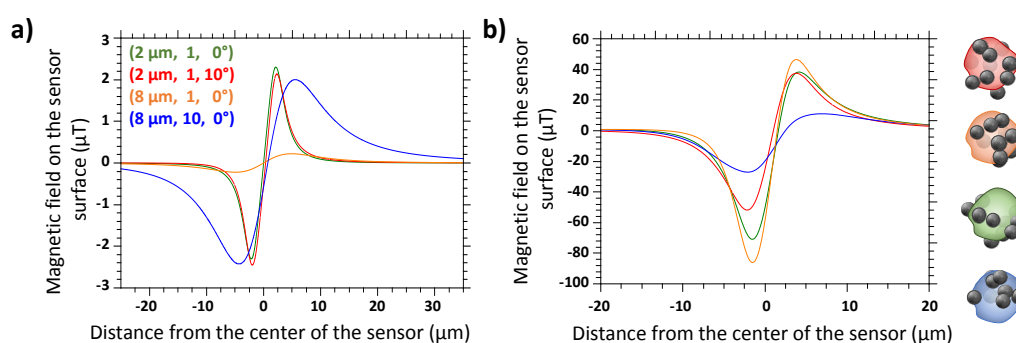 a)
(2 µm, 1, 0°)
(2 µm, 1, 10°)
(8 µm, 1, 0°)
(8 µm, 10, 0°)
Magnetic field on the sensor
surface (µT)
3
2
1
0
-1
-2
-3
-20
-10
0
10
20
30
Distance from the center of the sensor (µm)
b)
Magnetic field on the sensor
surface (µT)
60
40
20
0
-20
-40
-60
-80
-100
-20
-10
0
10
20
Distance from the center of the sensor (µm)